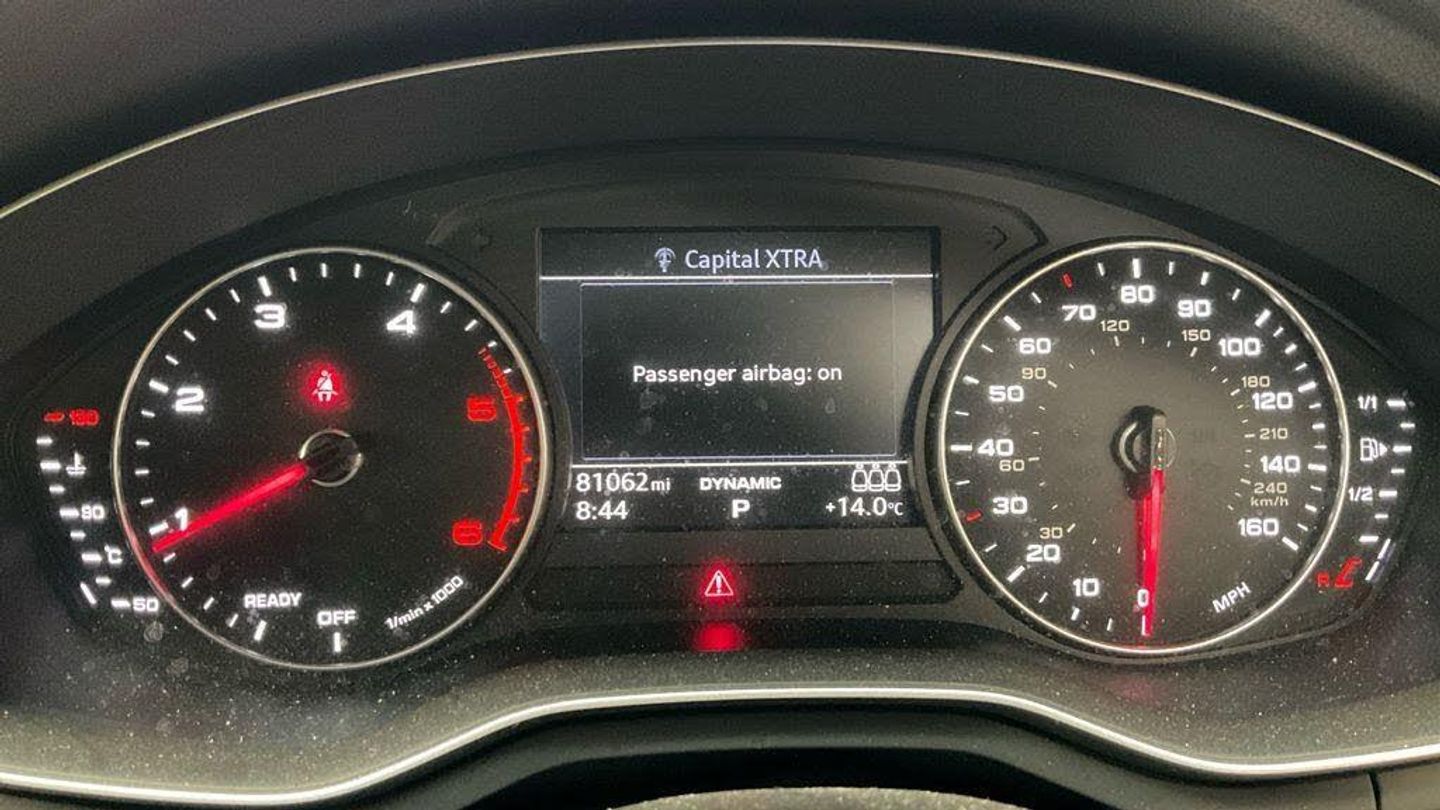 Capital XTRA
Passenger airbag: on
81062 mi DYNAMIC
8:44 P +14.0°C
1 2 3 4 5 6
READY OFF 1/min x 1000
130
90
°C
50
0 10 20 30 40 50 60 70 80 90 100 120 140 160
MPH
30 60 90 120 150 180 210 240
km/h
1/1
1/2
R